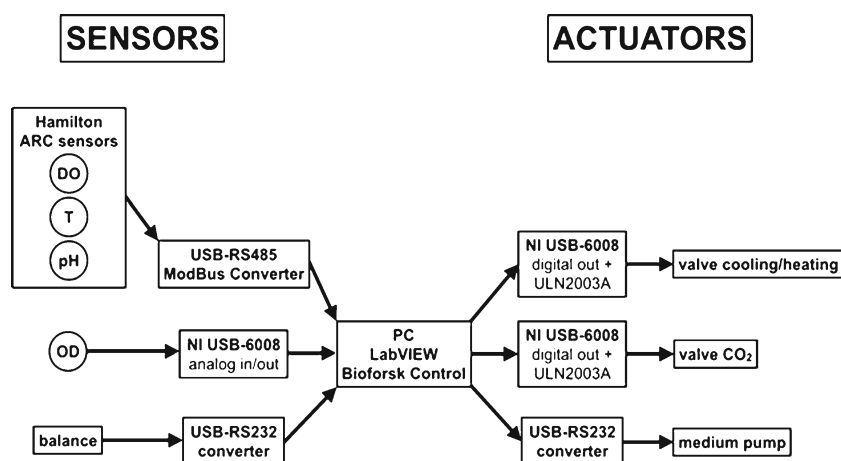 SENSORS
ACTUATORS
Hamilton
ARC sensors
DO
T
pH
USB-RS485
ModBus Converter
OD
NI USB-6008
analog in/out
balance
USB-RS232
converter
PC
LabVIEW
Bioforsk Control
NI USB-6008
digital out +
ULN2003A
valve cooling/heating
NI USB-6008
digital out +
ULN2003A
valve CO₂
USB-RS232
converter
medium pump